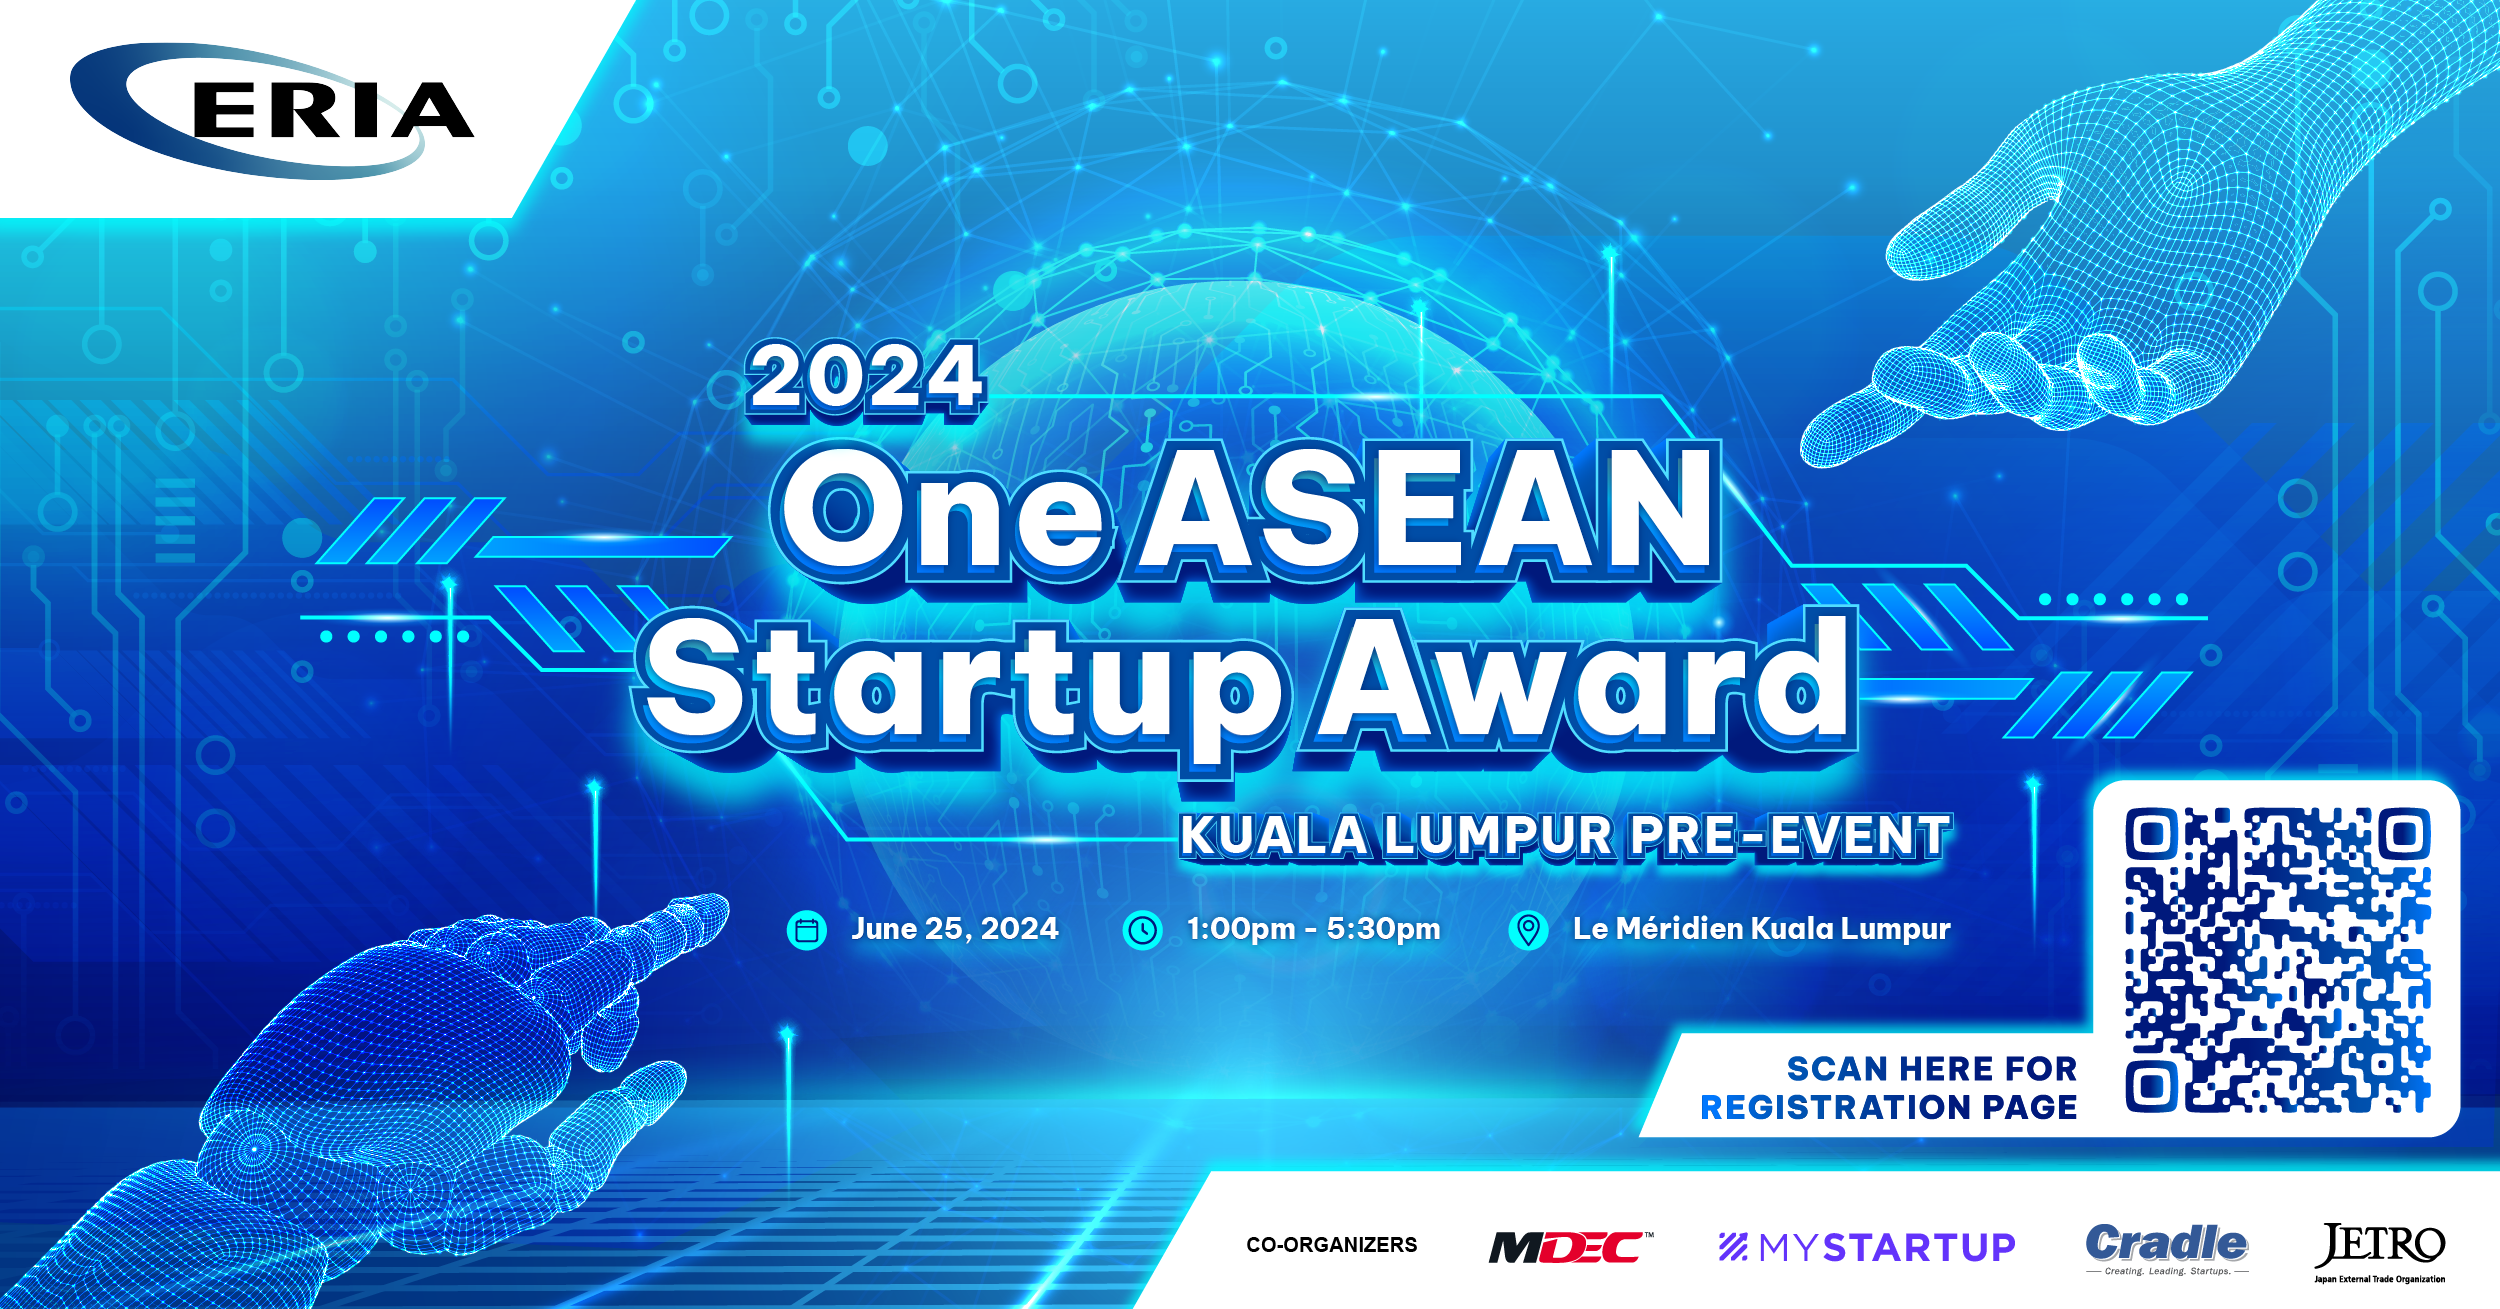 ERIA
2024
One ASEAN
Startup Award
KUALA LUMPUR PRE-EVENT
June 25, 2024
1:00pm - 5:30pm
Le Méridien Kuala Lumpur
SCAN HERE FOR
REGISTRATION PAGE
CO-ORGANIZERS
MDEC™
MYSTARTUP
Cradle
Creating. Leading. Startups.
JETRO
Japan External Trade Organization